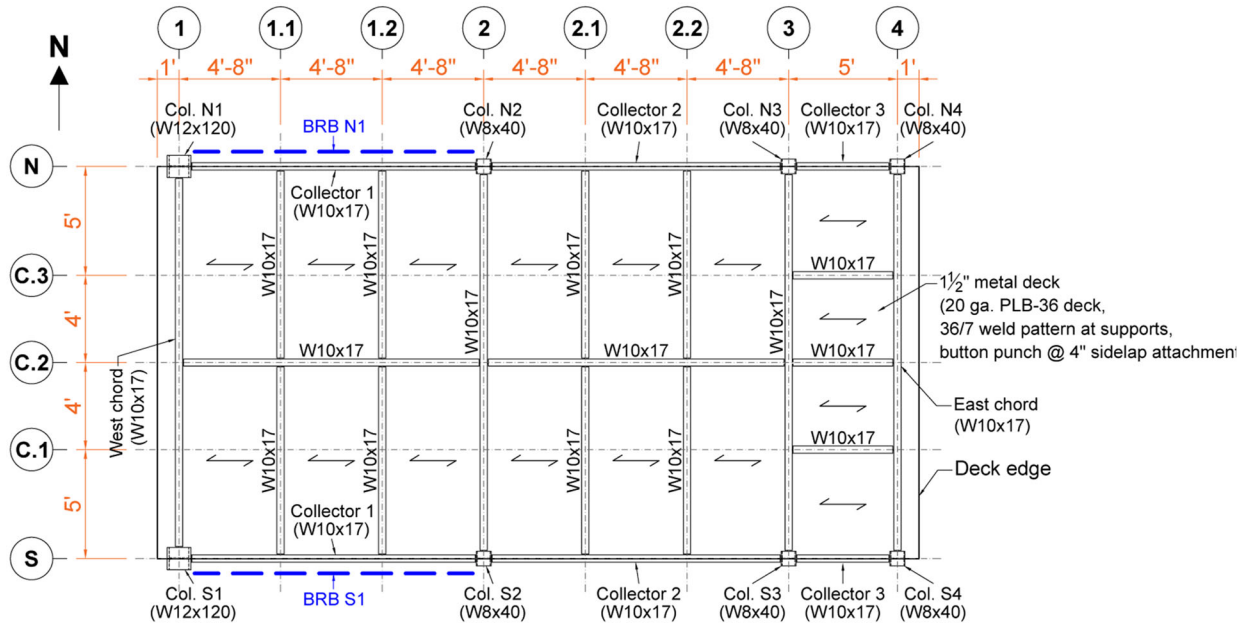 1 1.1 1.2 2 2.1 2.2 3 4
N
1' 4'-8" 4'-8" 4'-8" 4'-8" 4'-8" 4'-8" 5' 1'
Col. N1
(W12x120)
BRB N1
Col. N2
(W8x40)
Collector 2
(W10x17)
Col. N3
(W8x40)
Collector 3
(W10x17)
Col. N4
(W8x40)
N
Collector 1
(W10x17)
5'
W10x17
W10x17
W10x17
W10x17
W10x17
W10x17
C.3
W10x17
1½" metal deck
(20 ga. PLB-36 deck,
36/7 weld pattern at supports,
button punch @ 4" sidelap attachment
4'
C.2
W10x17
W10x17
W10x17
West chord
(W10x17)
East chord
(W10x17)
4'
C.1
W10x17
W10x17
W10x17
W10x17
W10x17
Deck edge
5'
Collector 1
(W10x17)
S
Col. S1
(W12x120)
BRB S1
Col. S2
(W8x40)
Collector 2
(W10x17)
Col. S3
(W8x40)
Collector 3
(W10x17)
Col. S4
(W8x40)